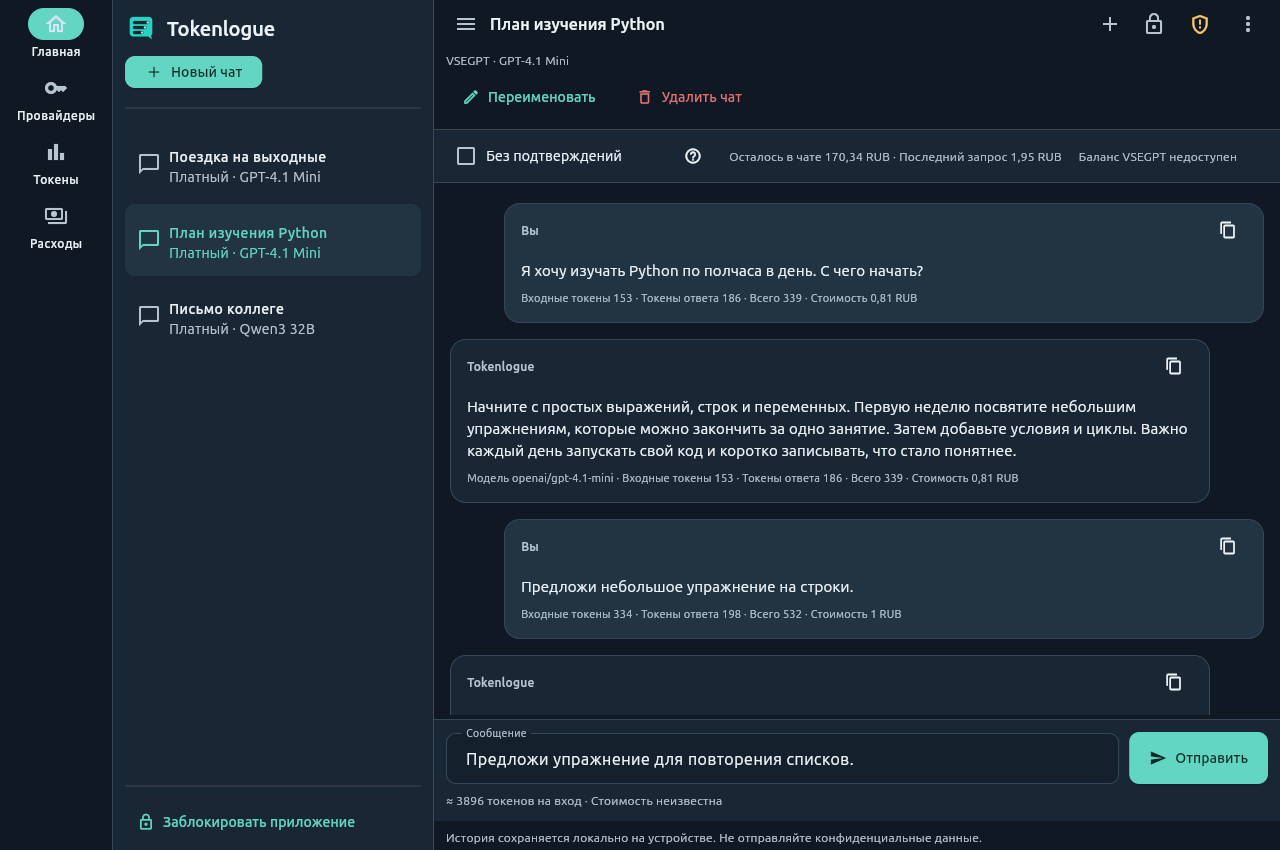 Главная
Провайдеры
Токены
Расходы
Tokenlogue
Новый чат
Поездка на выходные
Платный · GPT-4.1 Mini
План изучения Python
Платный · GPT-4.1 Mini
Письмо коллеге
Платный · Qwen3 32B
Заблокировать приложение
План изучения Python
VSEGPT · GPT-4.1 Mini
Переименовать
Удалить чат
Без подтверждений
Осталось в чате 170,34 RUB · Последний запрос 1,95 RUB
Баланс VSEGPT недоступен
Вы
Я хочу изучать Python по полчаса в день. С чего начать?
Входные токены 153 · Токены ответа 186 · Всего 339 · Стоимость 0,81 RUB
Tokenlogue
Начните с простых выражений, строк и переменных. Первую неделю посвятите небольшим
упражнениям, которые можно закончить за одно занятие. Затем добавьте условия и циклы. Важно
каждый день запускать свой код и коротко записывать, что стало понятнее.
Модель openai/gpt-4.1-mini · Входные токены 153 · Токены ответа 186 · Всего 339 · Стоимость 0,81 RUB
Вы
Предложи небольшое упражнение на строки.
Входные токены 334 · Токены ответа 198 · Всего 532 · Стоимость 1 RUB
Tokenlogue
Сообщение
Предложи упражнение для повторения списков.
Отправить
≈ 3896 токенов на вход · Стоимость неизвестна
История сохраняется локально на устройстве. Не отправляйте конфиденциальные данные.